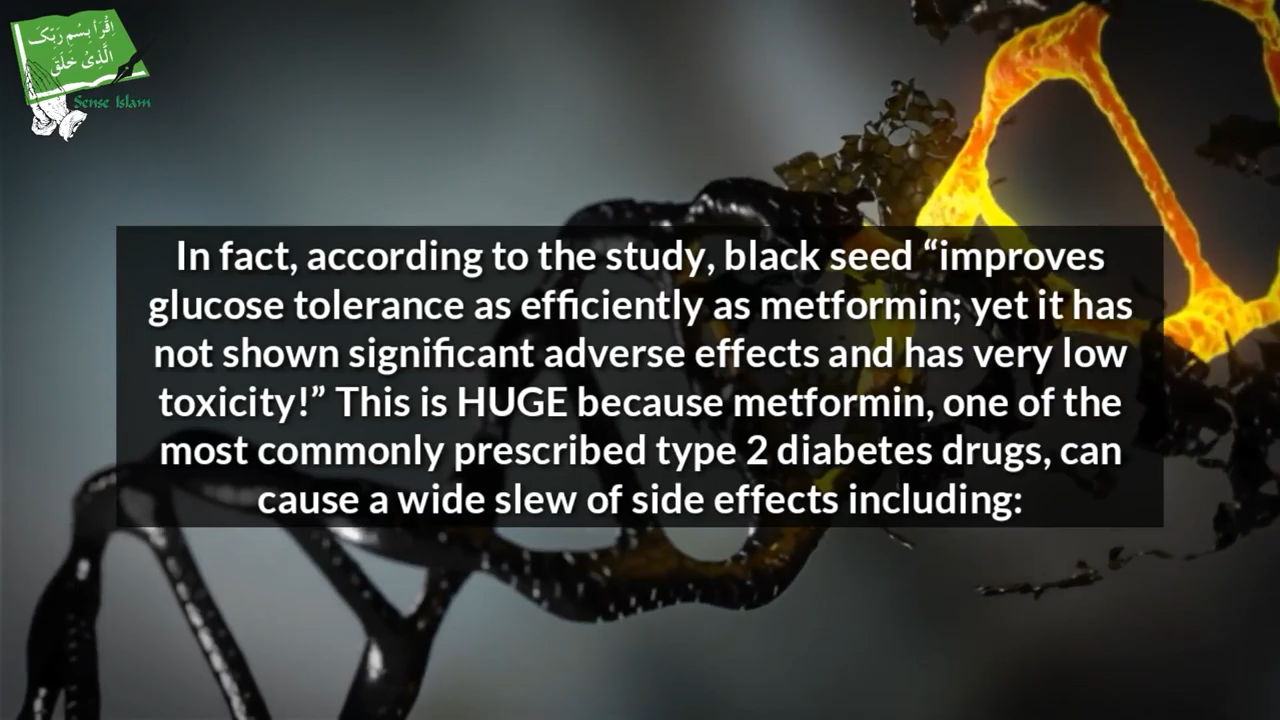 اقْرَأْ بِسْمِ رَبِّکَ
الَّذِیْ خَلَقَ
Sense Islam
In fact, according to the study, black seed “improves
glucose tolerance as efficiently as metformin; yet it has
not shown significant adverse effects and has very low
toxicity!” This is HUGE because metformin, one of the
most commonly prescribed type 2 diabetes drugs, can
cause a wide slew of side effects including: